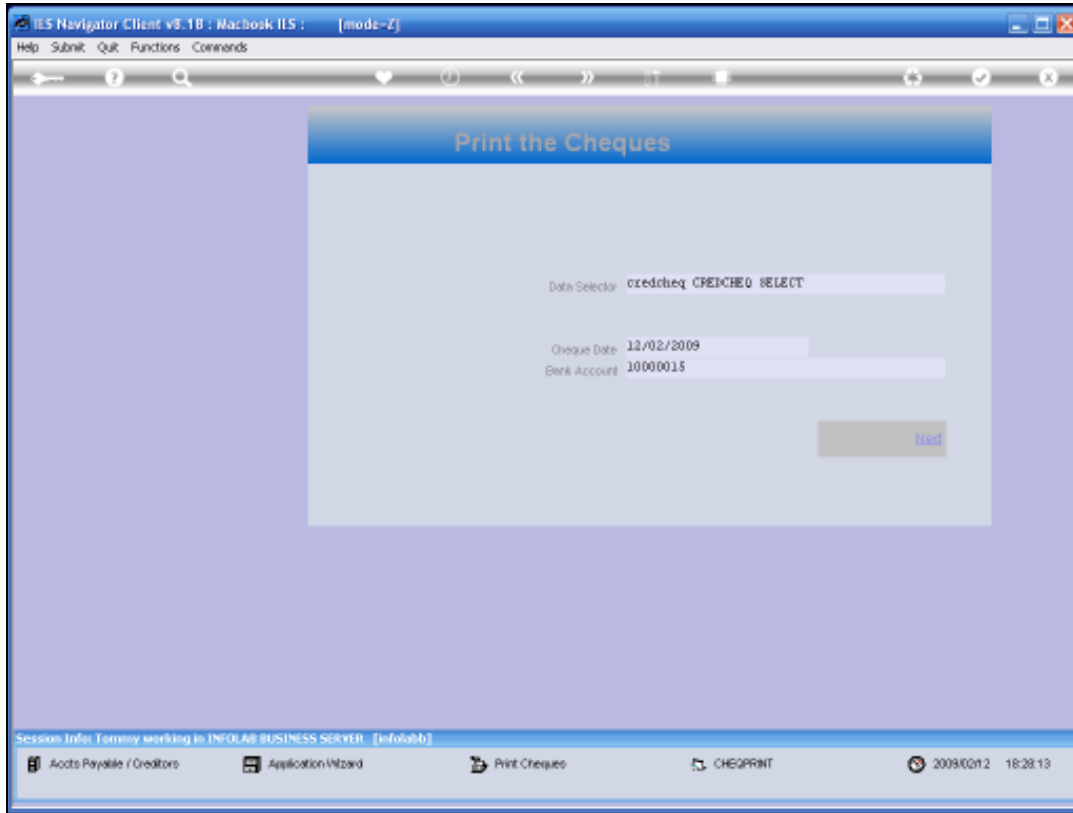 IES Navigator Client v8.18 : Macbook IES : [mode=Z]
Help Submit Quit Functions Commands
Print the Cheques
Data Selector credcheq CREDCHEQ SELECT
Cheque Date 12/02/2009
Bank Account 10000015
Next
Session Info: Tommy working in INFOLAB BUSINESS SERVER [infolabb]
Accts Payable / Creditors Application Wizard Print Cheques CHEQPRINT 2009/02/12 18:28:13